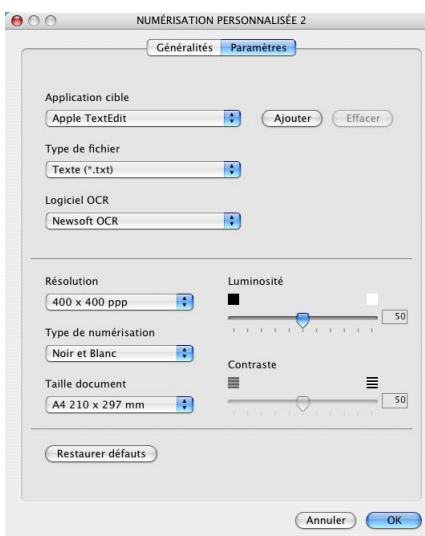 NUMÉRISATION PERSONNALISÉE 2
Généralités Paramètres
Application cible
Apple TextEdit Ajouter Effacer
Type de fichier
Texte (*.txt)
Logiciel OCR
Newsoft OCR
Résolution Luminosité
400 x 400 ppp 50
Type de numérisation
Noir et Blanc
Contraste
Taille document
A4 210 x 297 mm 50
Restaurer défauts
Annuler OK